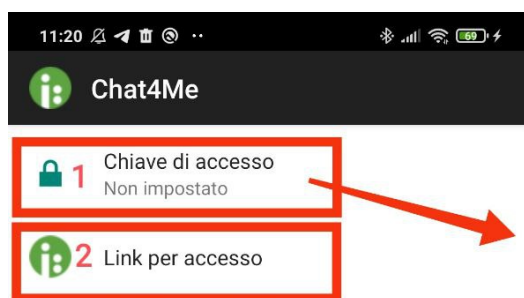 11:20
69
Chat4Me
1 Chiave di accesso
Non impostato
2 Link per accesso